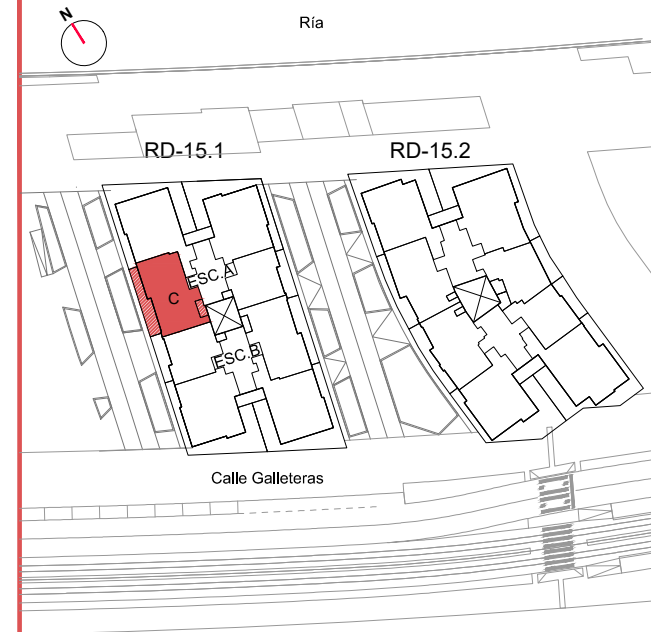 N
Ría
RD-15.1
RD-15.2
ESC.A
C
ESC.B
Calle Galleteras